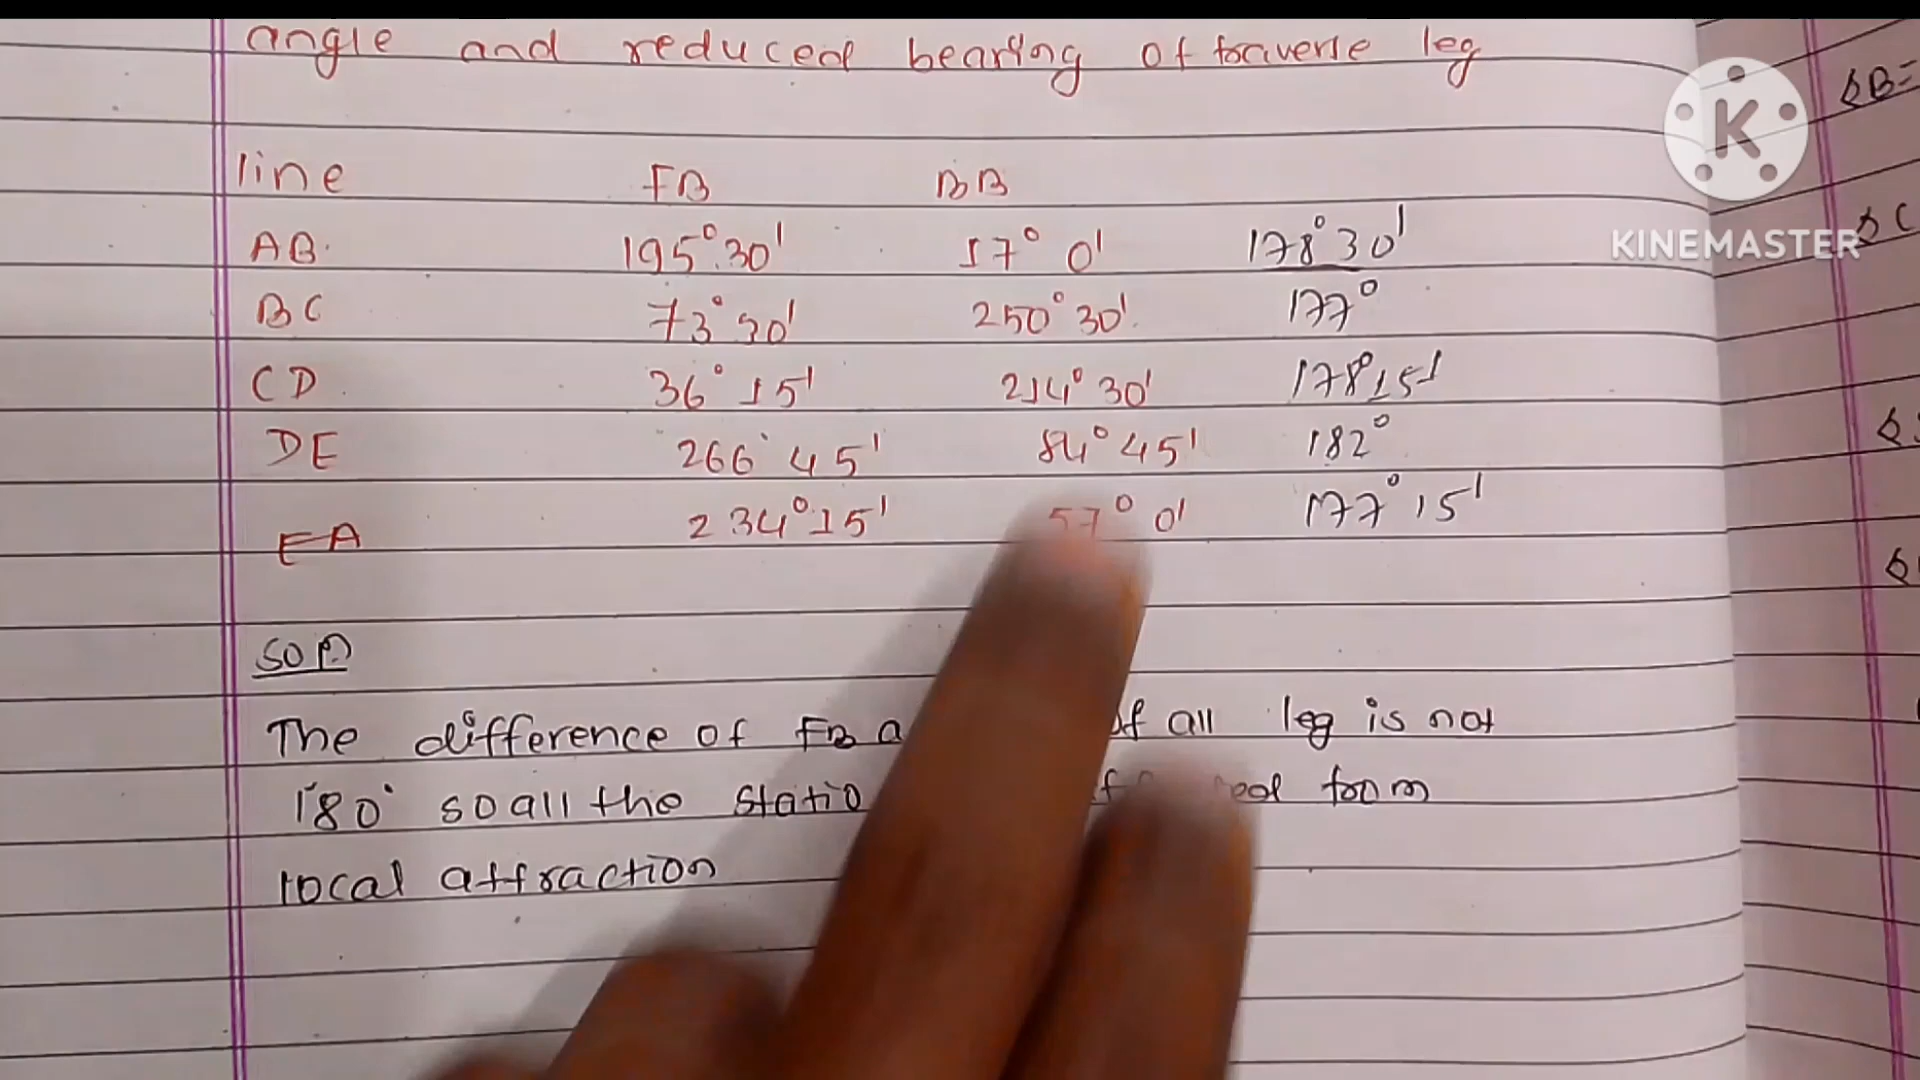 angle and reduced bearing of traverse leg
line FB BB
AB 195°30' 17° 0' 178°30'
BC 73°30' 250°30' 177°
CD 36° 15' 214° 30' 178°15'
DE 266° 45' 84° 45' 182°
EA 234°15' 57° 0' 177° 15'
Soln
The difference of FB of all leg is not
180° so all the from
local attraction
KINEMASTER